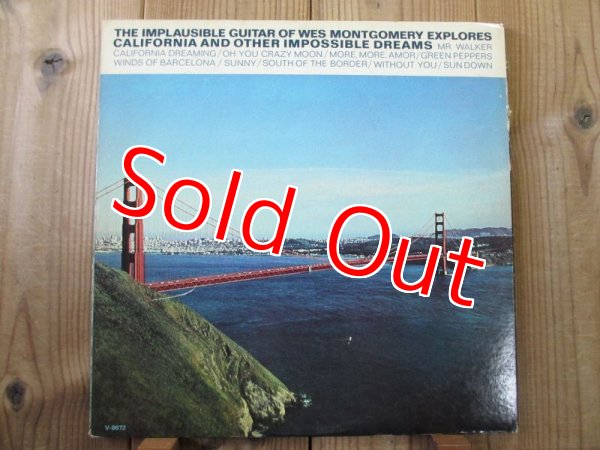 THE IMPLAUSIBLE GUITAR OF WES MONTGOMERY EXPLORES
CALIFORNIA AND OTHER IMPOSSIBLE DREAMS MR. WALKER
CALIFORNIA DREAMING/OH YOU CRAZY MOON/MORE, MORE, AMOR/GREEN PEPPERS
WINDS OF BARCELONA/SUNNY/SOUTH OF THE BORDER/WITHOUT YOU/SUN DOWN
Sold Out
V-8672